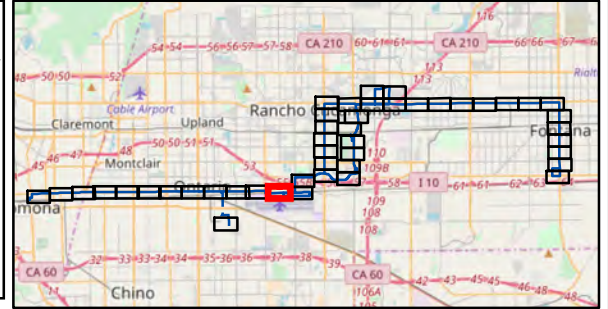 116
CA 210
60-61-61
CA 210
66-66-67
54-54
56-56-57-57-58
48-50-50
52
113
113
Rialt
Cable Airport
Rancho Cucamonga
Claremont
Upland
Fontana
50-50-51-51
45-46-47
48
Montclair
53
110
109B
58
I 10
61-61
62-63
Ontario
Pomona
109
108
108
32-33-33-34-34
35-36-36
37
38
39
CA 60
CA 60
42-43-45-45
46-48-48
Chino
106A